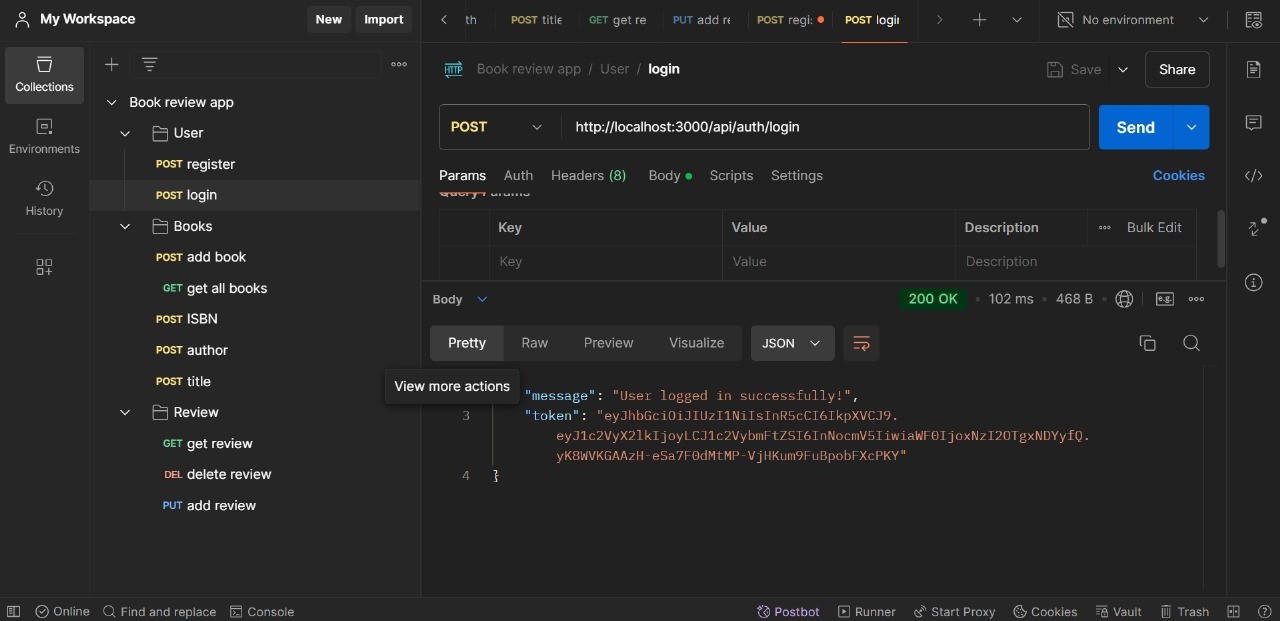 My Workspace
New
Import
th
POST title
GET get re
PUT add re
POST regis
POST login
No environment
Collections
Environments
History
Book review app
User
POST register
POST login
Books
POST add book
GET get all books
POST ISBN
POST author
POST title
Review
GET get review
DEL delete review
PUT add review
HTTP
Book review app / User / login
Save
Share
POST
http://localhost:3000/api/auth/login
Send
Params
Auth
Headers (8)
Body
Scripts
Settings
Cookies
Query Params
Key
Value
Description
Bulk Edit
Key
Value
Description
Body
200 OK
102 ms
468 B
e.g.
Pretty
Raw
Preview
Visualize
JSON
View more actions
"message": "User logged in successfully!",
3 "token": "eyJhbGciOiJIUzI1NiIsInR5cCI6IkpXVCJ9.
eyJ1c2VyX2lkIjoyLCJ1c2VybmFtZSI6InNocmV5IiwiaWF0IjoxNzI2OTgxNDYyfQ.
yK8WVKGAAzH-eSa7F0dMtMP-VjHKum9FuBpobFXcPKY"
4 }
Online
Find and replace
Console
Postbot
Runner
Start Proxy
Cookies
Vault
Trash